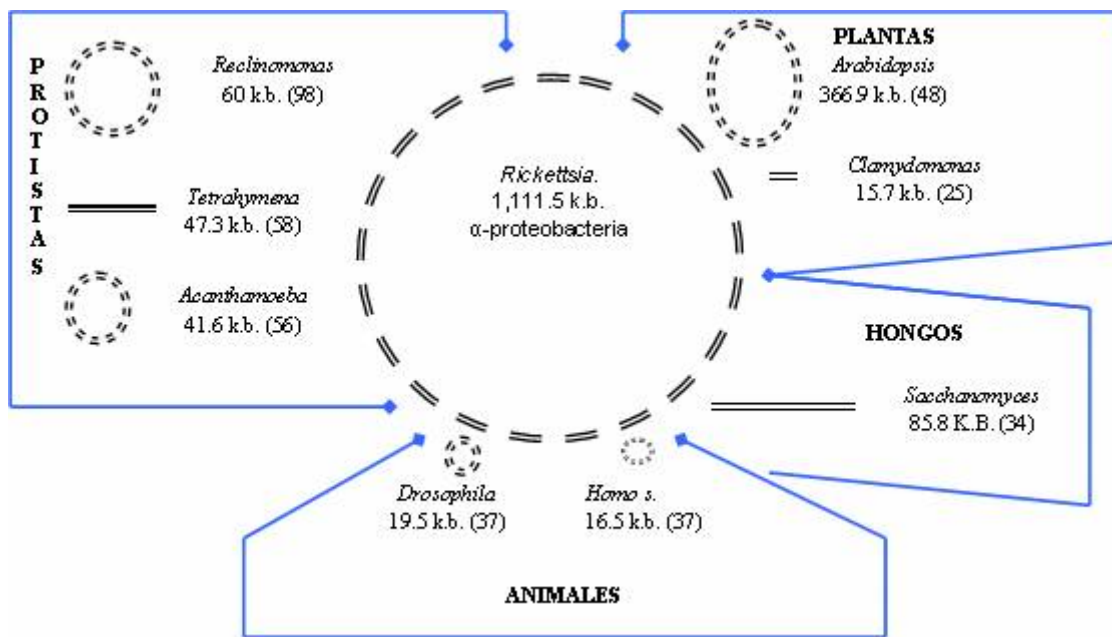 PROTISTAS
Reclinomonas
60 k.b. (98)
Tetrahymena
47.3 k.b. (58)
Acanthamoeba
41.6 k.b. (56)
Rickettsia.
1,111.5 k.b.
α-proteobacteria
PLANTAS
Arabidopsis
366.9 k.b. (48)
Clamydomonas
15.7 k.b. (25)
HONGOS
Sacchanomyces
85.8 K.B. (34)
Drosophila
19.5 k.b. (37)
Homo s.
16.5 k.b. (37)
ANIMALES